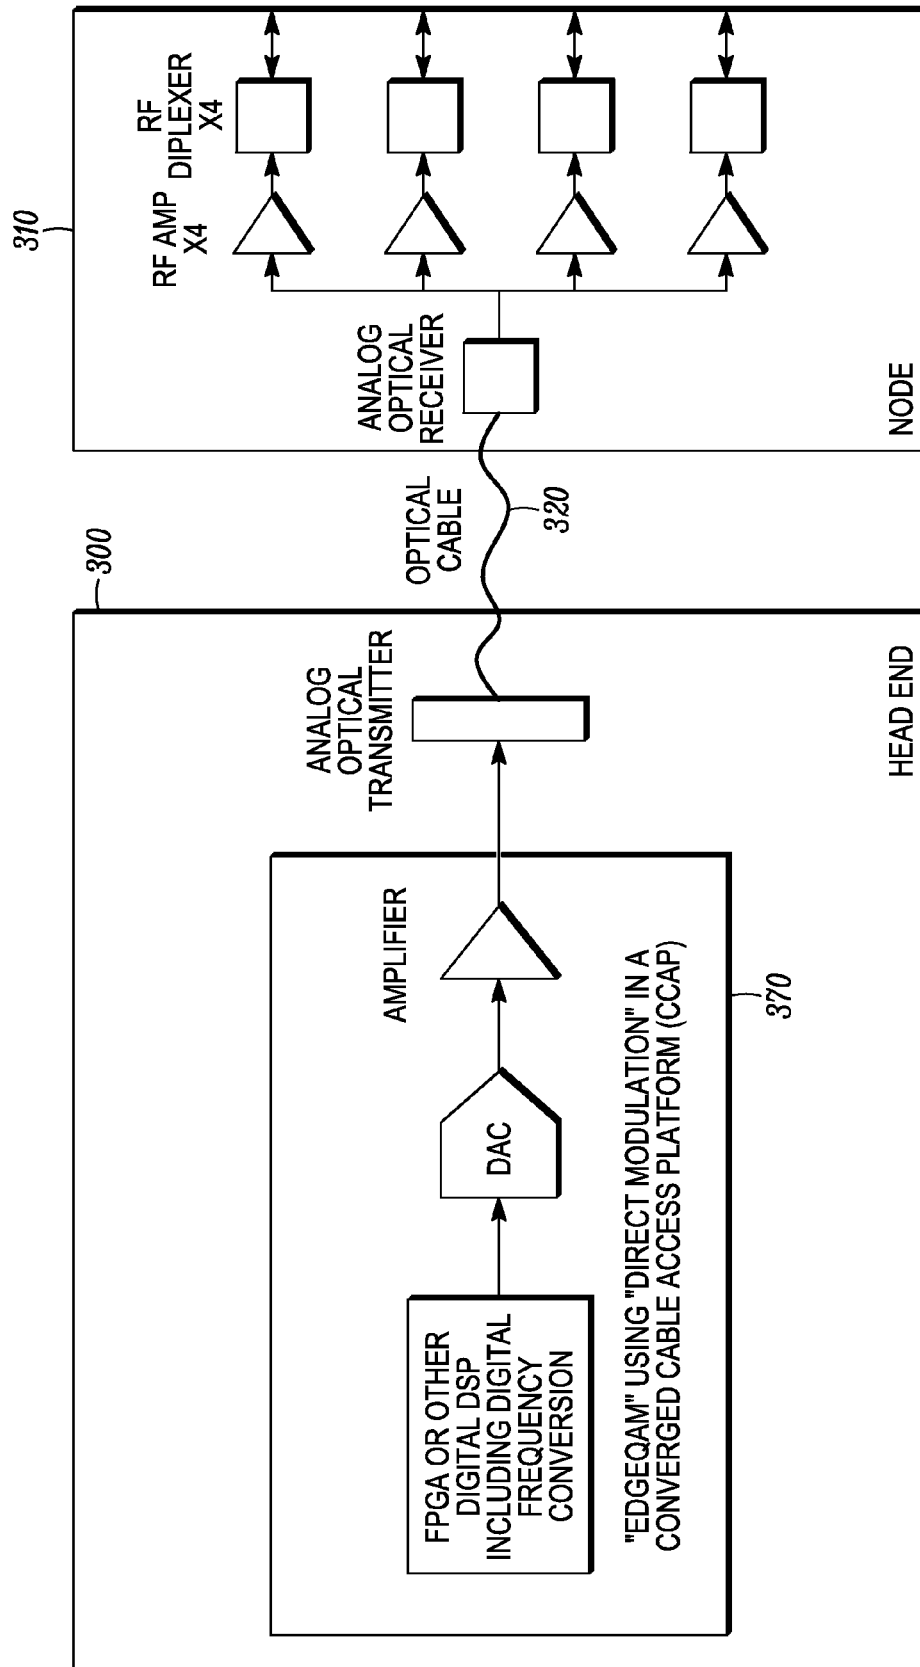 300
310
FPGA OR OTHER
DIGITAL DSP
INCLUDING DIGITAL
FREQUENCY
CONVERSION
DAC
AMPLIFIER
"EDGEQAM" USING "DIRECT MODULATION" IN A
CONVERGED CABLE ACCESS PLATFORM (CCAP)
370
ANALOG
OPTICAL
TRANSMITTER
HEAD END
OPTICAL
CABLE
320
ANALOG
OPTICAL
RECEIVER
RF AMP
X4
RF
DIPLEXER
X4
NODE